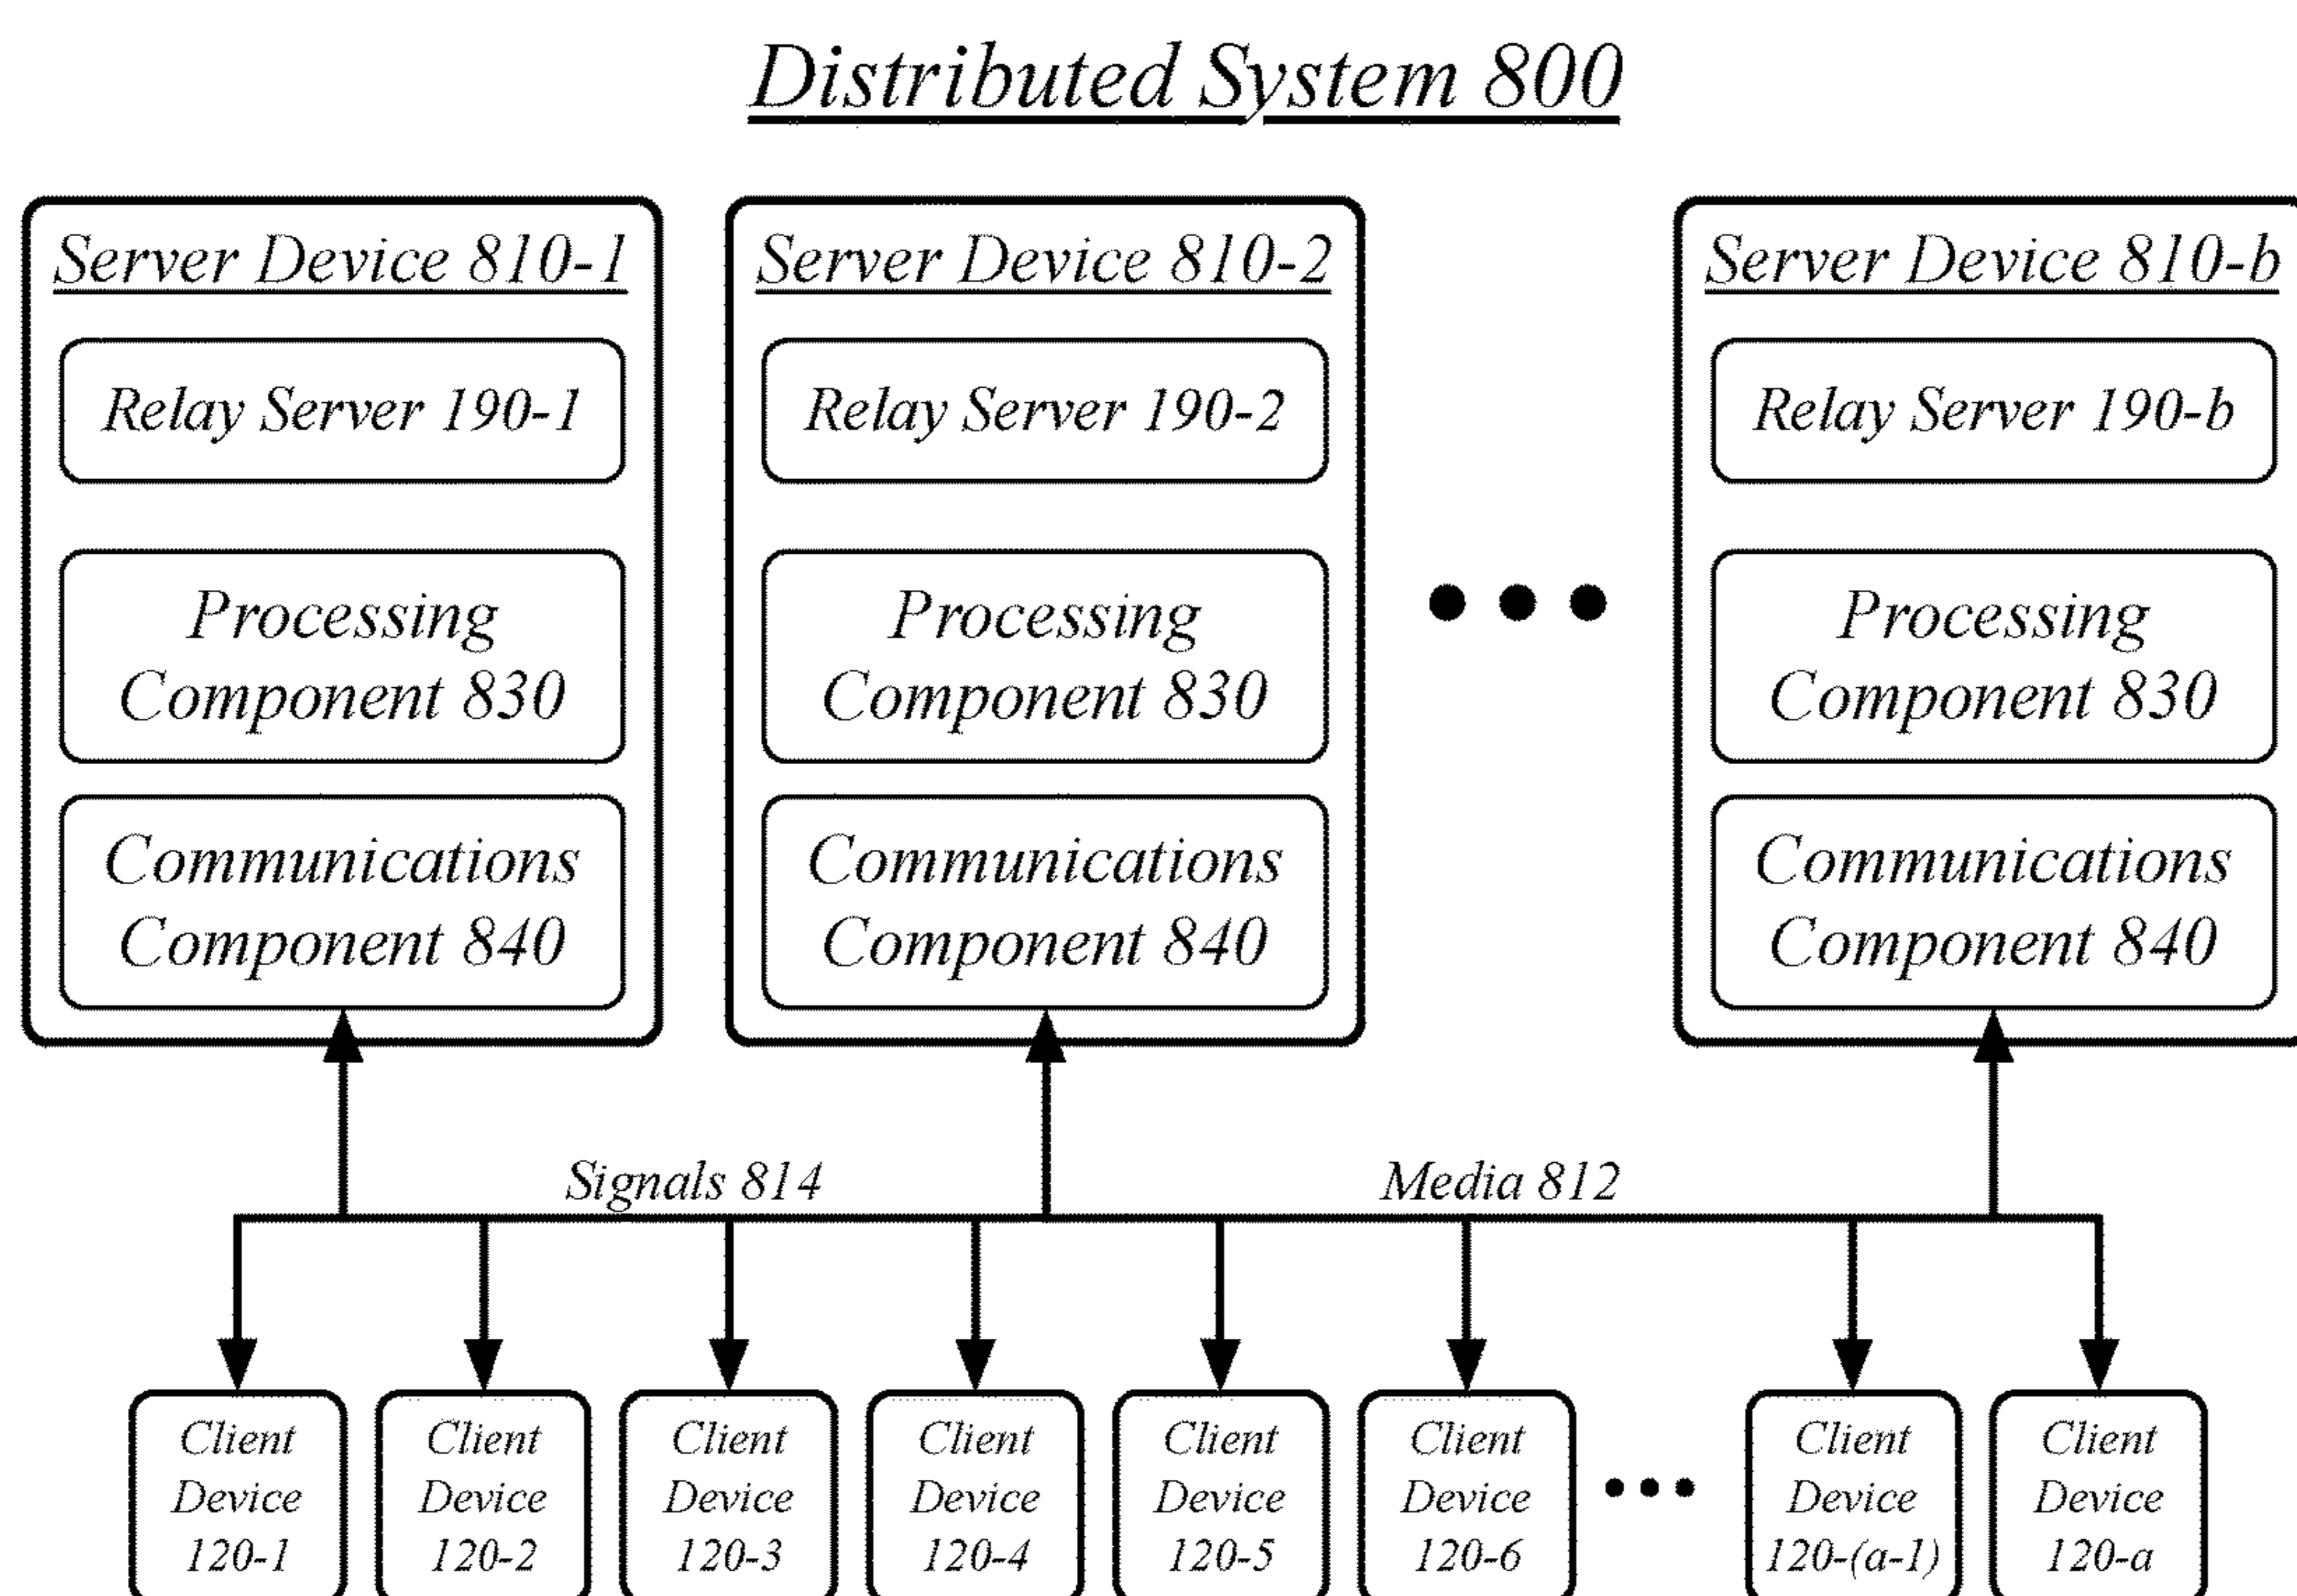 Distributed System 800
Server Device 810-1
Relay Server 190-1
Processing
Component 830
Communications
Component 840
Server Device 810-2
Relay Server 190-2
Processing
Component 830
Communications
Component 840
Server Device 810-b
Relay Server 190-b
Processing
Component 830
Communications
Component 840
Signals 814
Media 812
Client
Device
120-1
Client
Device
120-2
Client
Device
120-3
Client
Device
120-4
Client
Device
120-5
Client
Device
120-6
Client
Device
120-(a-1)
Client
Device
120-a